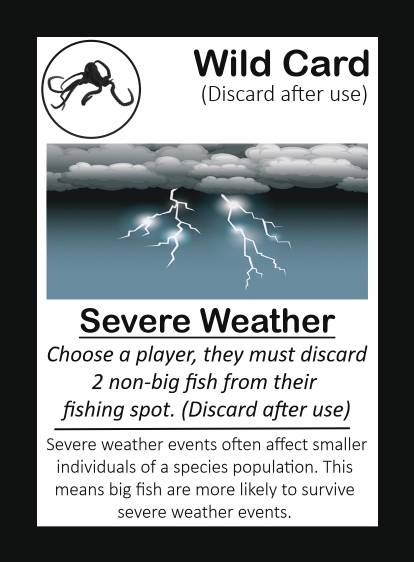 Wild Card
(Discard after use)
Severe Weather
Choose a player, they must discard
2 non-big fish from their
fishing spot. (Discard after use)
Severe weather events often affect smaller
individuals of a species population. This
means big fish are more likely to survive
severe weather events.